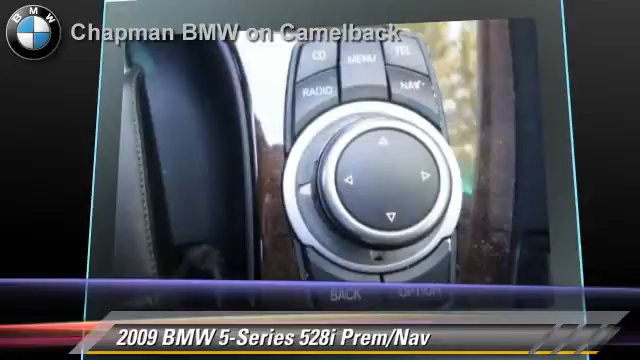 BMW
Chapman BMW on Camelback
CD MENU TEL
RADIO NAV
BACK OPTION
2009 BMW 5-Series 528i Prem/Nav